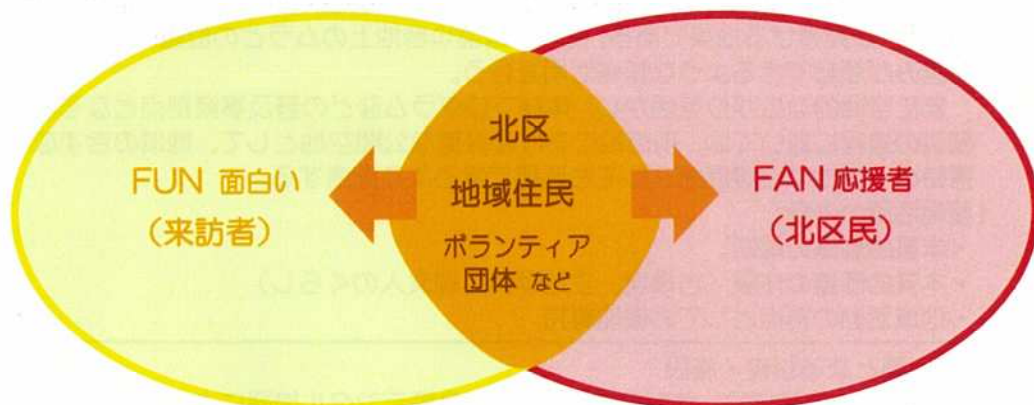 北区
地域住民
ボランティア
団体 など
FUN 面白い
（来訪者）
FAN 応援者
（北区民）